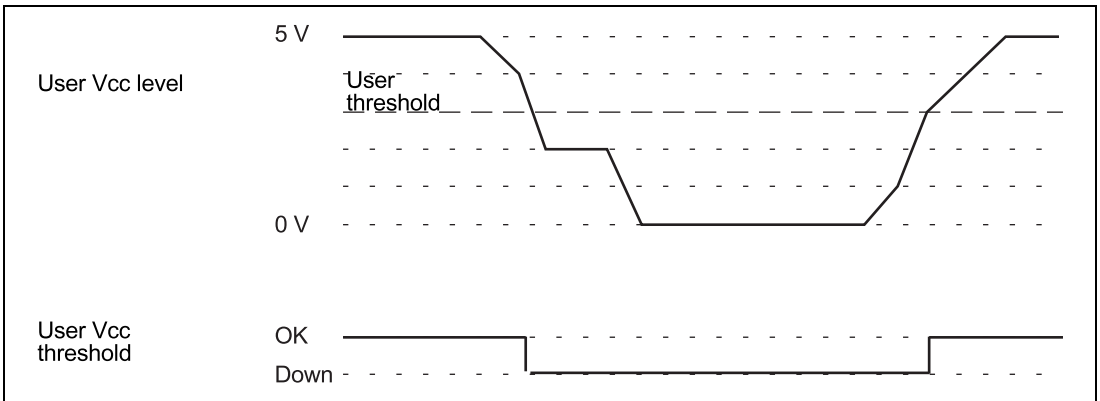 5 V
User Vcc level
User
threshold
0 V
User Vcc
threshold
OK
Down